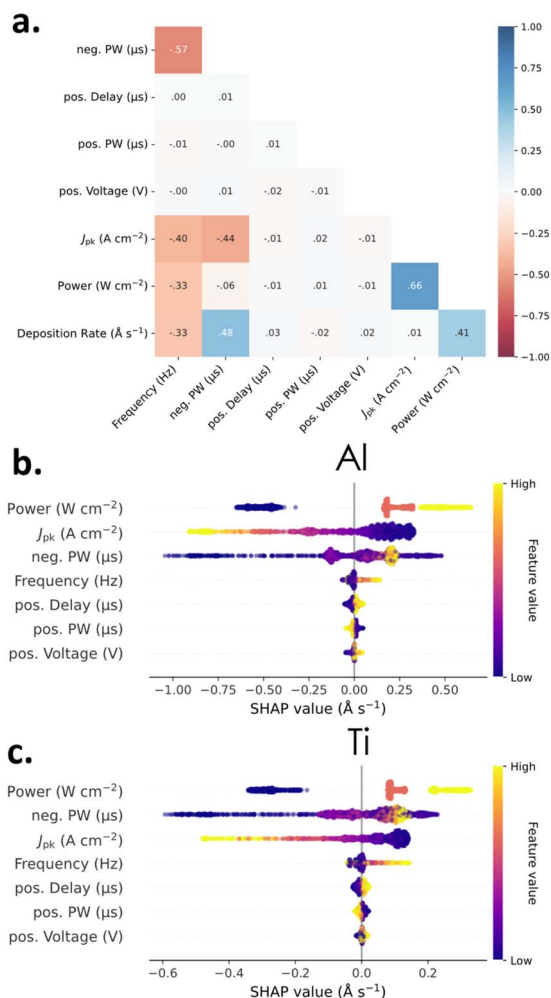 a.
1.00
neg. PW (µs) -.57
0.75
pos. Delay (µs) .00 .01
0.50
pos. PW (µs) -.01 -.00 .01
0.25
pos. Voltage (V) -.00 .01 -.02 -.01
0.00
-0.25
Jpk (A cm−2) -.40 -.44 -.01 .02 -.01
-0.50
Power (W cm−2) -.33 -.06 -.01 .01 -.01 .66
-0.75
Deposition Rate (Å s−1) -.33 .48 .03 -.02 .02 .01 .41
-1.00
Frequency (Hz)
neg. PW (µs)
pos. Delay (µs)
pos. PW (µs)
pos. Voltage (V)
Jpk (A cm−2)
Power (W cm−2)
b.
Al
High
Power (W cm−2)
Jpk (A cm−2)
neg. PW (µs)
Frequency (Hz)
pos. Delay (µs)
pos. PW (µs)
pos. Voltage (V)
Feature value
Low
−1.00 −0.75 −0.50 −0.25 0.00 0.25 0.50
SHAP value (Å s−1)
c.
Ti
High
Power (W cm−2)
neg. PW (µs)
Jpk (A cm−2)
Frequency (Hz)
pos. Delay (µs)
pos. PW (µs)
pos. Voltage (V)
Feature value
Low
−0.6 −0.4 −0.2 0.0 0.2
SHAP value (Å s−1)